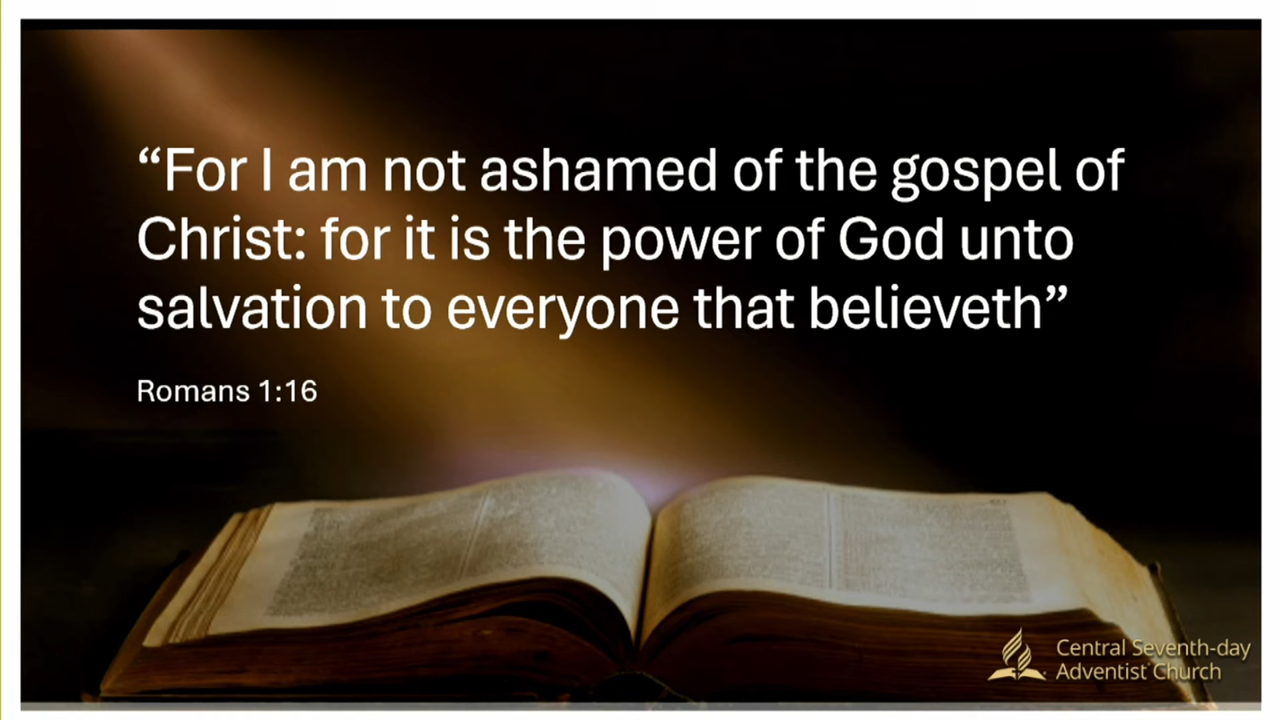 “For I am not ashamed of the gospel of
Christ: for it is the power of God unto
salvation to everyone that believeth”
Romans 1:16
Central Seventh-day
Adventist Church